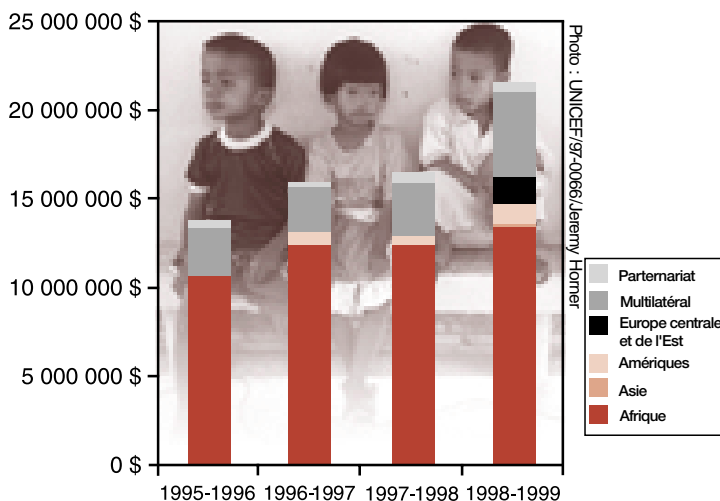 25 000 000 $
20 000 000 $
15 000 000 $
10 000 000 $
5 000 000 $
0 $
1995-1996
1996-1997
1997-1998
1998-1999
Photo : UNICEF/97-0066/Jeremy Horner
Parternariat
Multilatéral
Europe centrale
et de l'Est
Amériques
Asie
Afrique